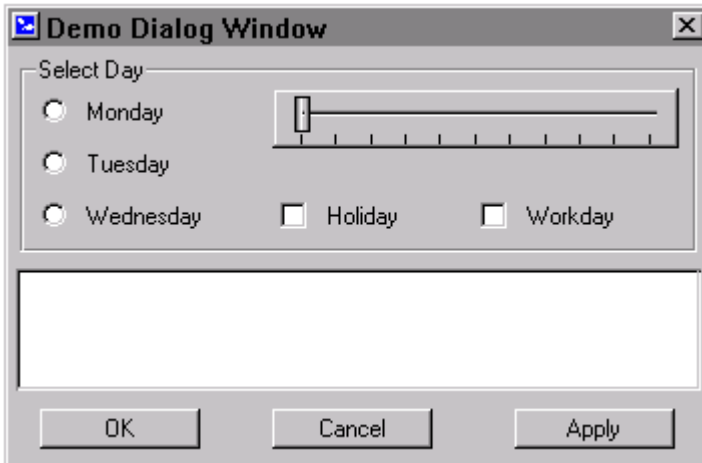 Demo Dialog Window
Select Day
Monday
Tuesday
Wednesday Holiday Workday
OK Cancel Apply